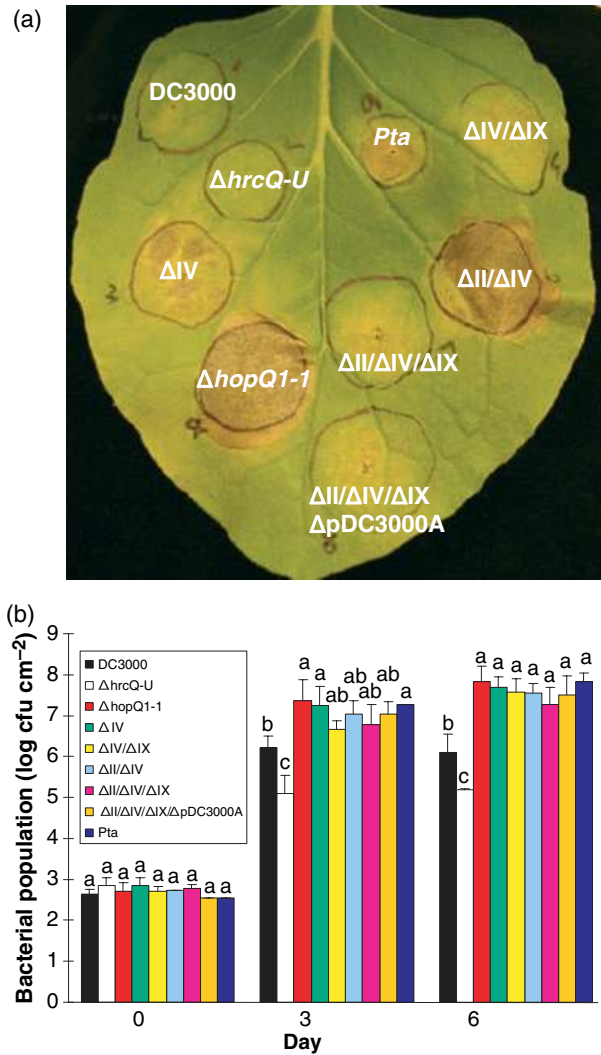 (a)
DC3000
Pta
ΔIV/ΔIX
ΔhrcQ-U
ΔIV
ΔII/ΔIV
ΔhopQ1-1
ΔII/ΔIV/ΔIX
ΔII/ΔIV/ΔIX
ΔpDC3000A
(b)
Bacterial population (log cfu cm⁻²)
9
8
7
6
5
4
3
2
1
0
DC3000
ΔhrcQ-U
ΔhopQ1-1
Δ IV
ΔIV/ΔIX
ΔII/ΔIV
ΔII/ΔIV/ΔIX
ΔII/ΔIV/ΔIX/ΔpDC3000A
Pta
a a a a a a a a a
b c a a ab ab ab ab a
b c a a a a a a a
0 3 6
Day